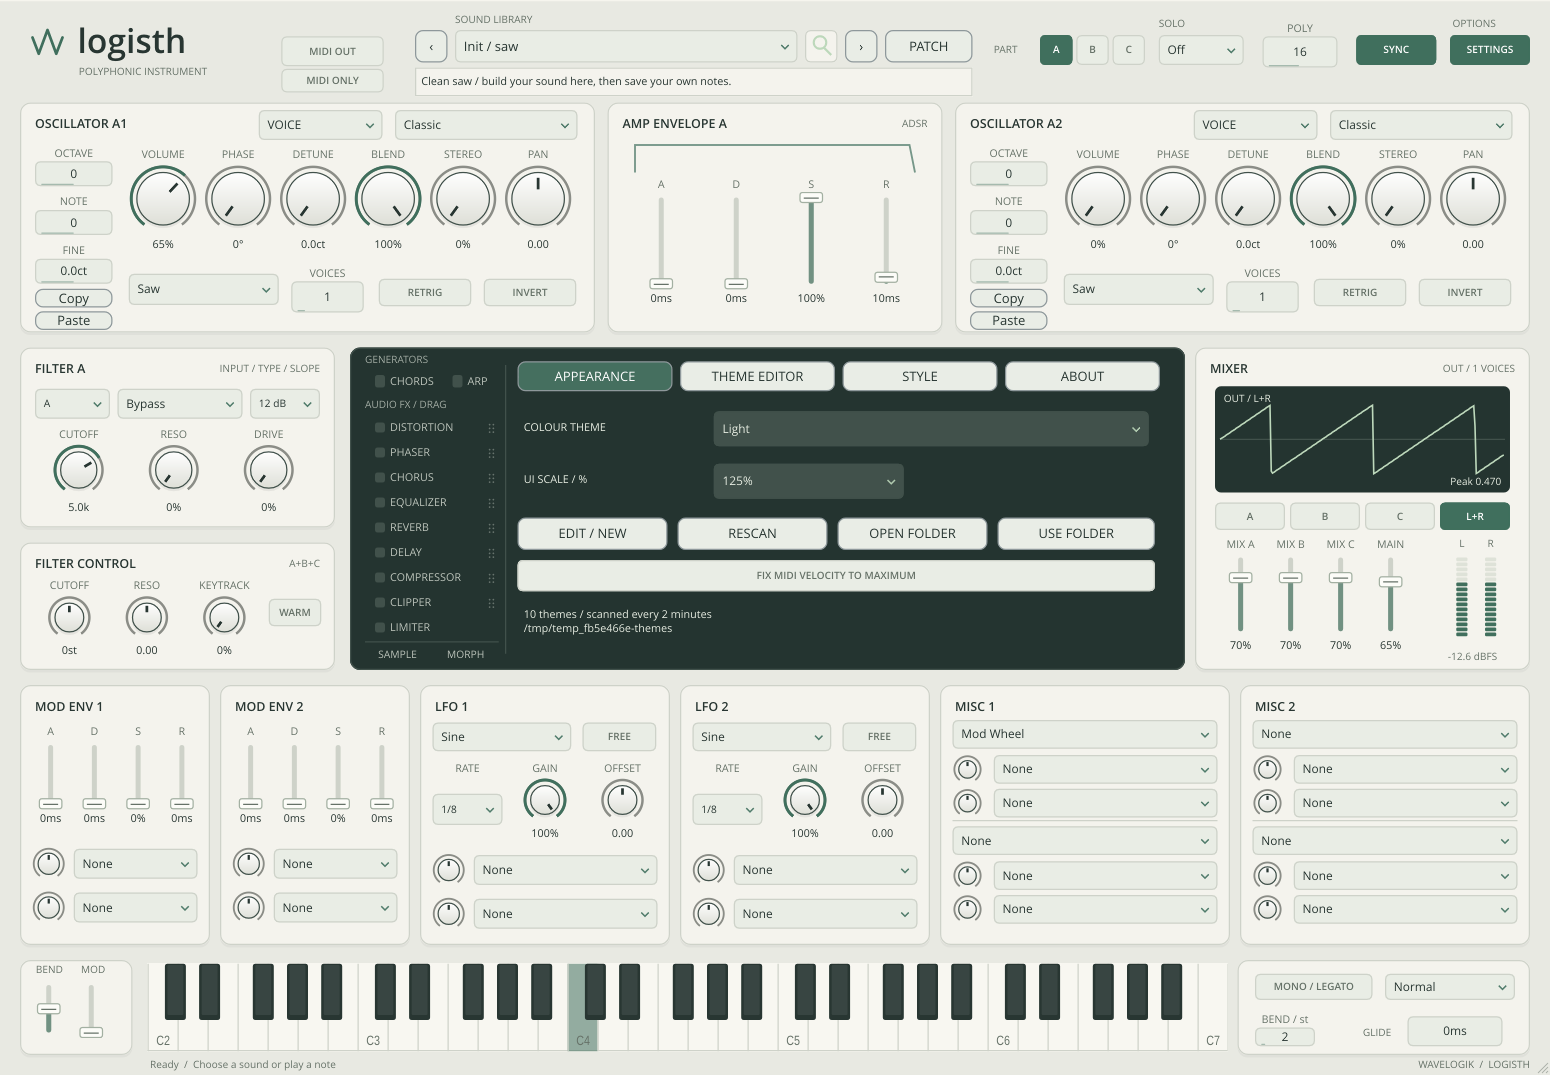 logisth
POLYPHONIC INSTRUMENT
MIDI OUT
MIDI ONLY
SOUND LIBRARY
‹
Init / saw
›
PATCH
Clean saw / build your sound here, then save your own notes.
PART
A
B
C
SOLO
Off
POLY
16
SYNC
OPTIONS
SETTINGS
OSCILLATOR A1
VOICE
Classic
OCTAVE
0
NOTE
0
FINE
0.0ct
Copy
Paste
VOLUME PHASE DETUNE BLEND STEREO PAN
65% 0° 0.0ct 100% 0% 0.00
Saw
VOICES
1
RETRIG
INVERT
AMP ENVELOPE A
ADSR
A D S R
0ms 0ms 100% 10ms
OSCILLATOR A2
VOICE
Classic
OCTAVE
0
NOTE
0
FINE
0.0ct
Copy
Paste
VOLUME PHASE DETUNE BLEND STEREO PAN
0% 0° 0.0ct 100% 0% 0.00
Saw
VOICES
1
RETRIG
INVERT
FILTER A
INPUT / TYPE / SLOPE
A
Bypass
12 dB
CUTOFF RESO DRIVE
5.0k 0% 0%
FILTER CONTROL
A+B+C
CUTOFF RESO KEYTRACK
WARM
0st 0.00 0%
GENERATORS
CHORDS ARP
AUDIO FX / DRAG
DISTORTION
PHASER
CHORUS
EQUALIZER
REVERB
DELAY
COMPRESSOR
CLIPPER
LIMITER
SAMPLE MORPH
APPEARANCE
THEME EDITOR
STYLE
ABOUT
COLOUR THEME
Light
UI SCALE / %
125%
EDIT / NEW
RESCAN
OPEN FOLDER
USE FOLDER
FIX MIDI VELOCITY TO MAXIMUM
10 themes / scanned every 2 minutes
/tmp/temp_fb5e466e-themes
MIXER
OUT / 1 VOICES
OUT / L+R
Peak 0.470
A
B
C
L+R
MIX A MIX B MIX C MAIN L R
70% 70% 70% 65%
-12.6 dBFS
MOD ENV 1
A D S R
0ms 0ms 0% 0ms
None
None
MOD ENV 2
A D S R
0ms 0ms 0% 0ms
None
None
LFO 1
Sine
FREE
RATE GAIN OFFSET
1/8
100% 0.00
None
None
LFO 2
Sine
FREE
RATE GAIN OFFSET
1/8
100% 0.00
None
None
MISC 1
Mod Wheel
None
None
None
None
None
MISC 2
None
None
None
None
None
None
BEND MOD
C2 C3 C4 C5 C6 C7
MONO / LEGATO
Normal
BEND / st
2
GLIDE
0ms
Ready / Choose a sound or play a note
WAVELOGIK / LOGISTH